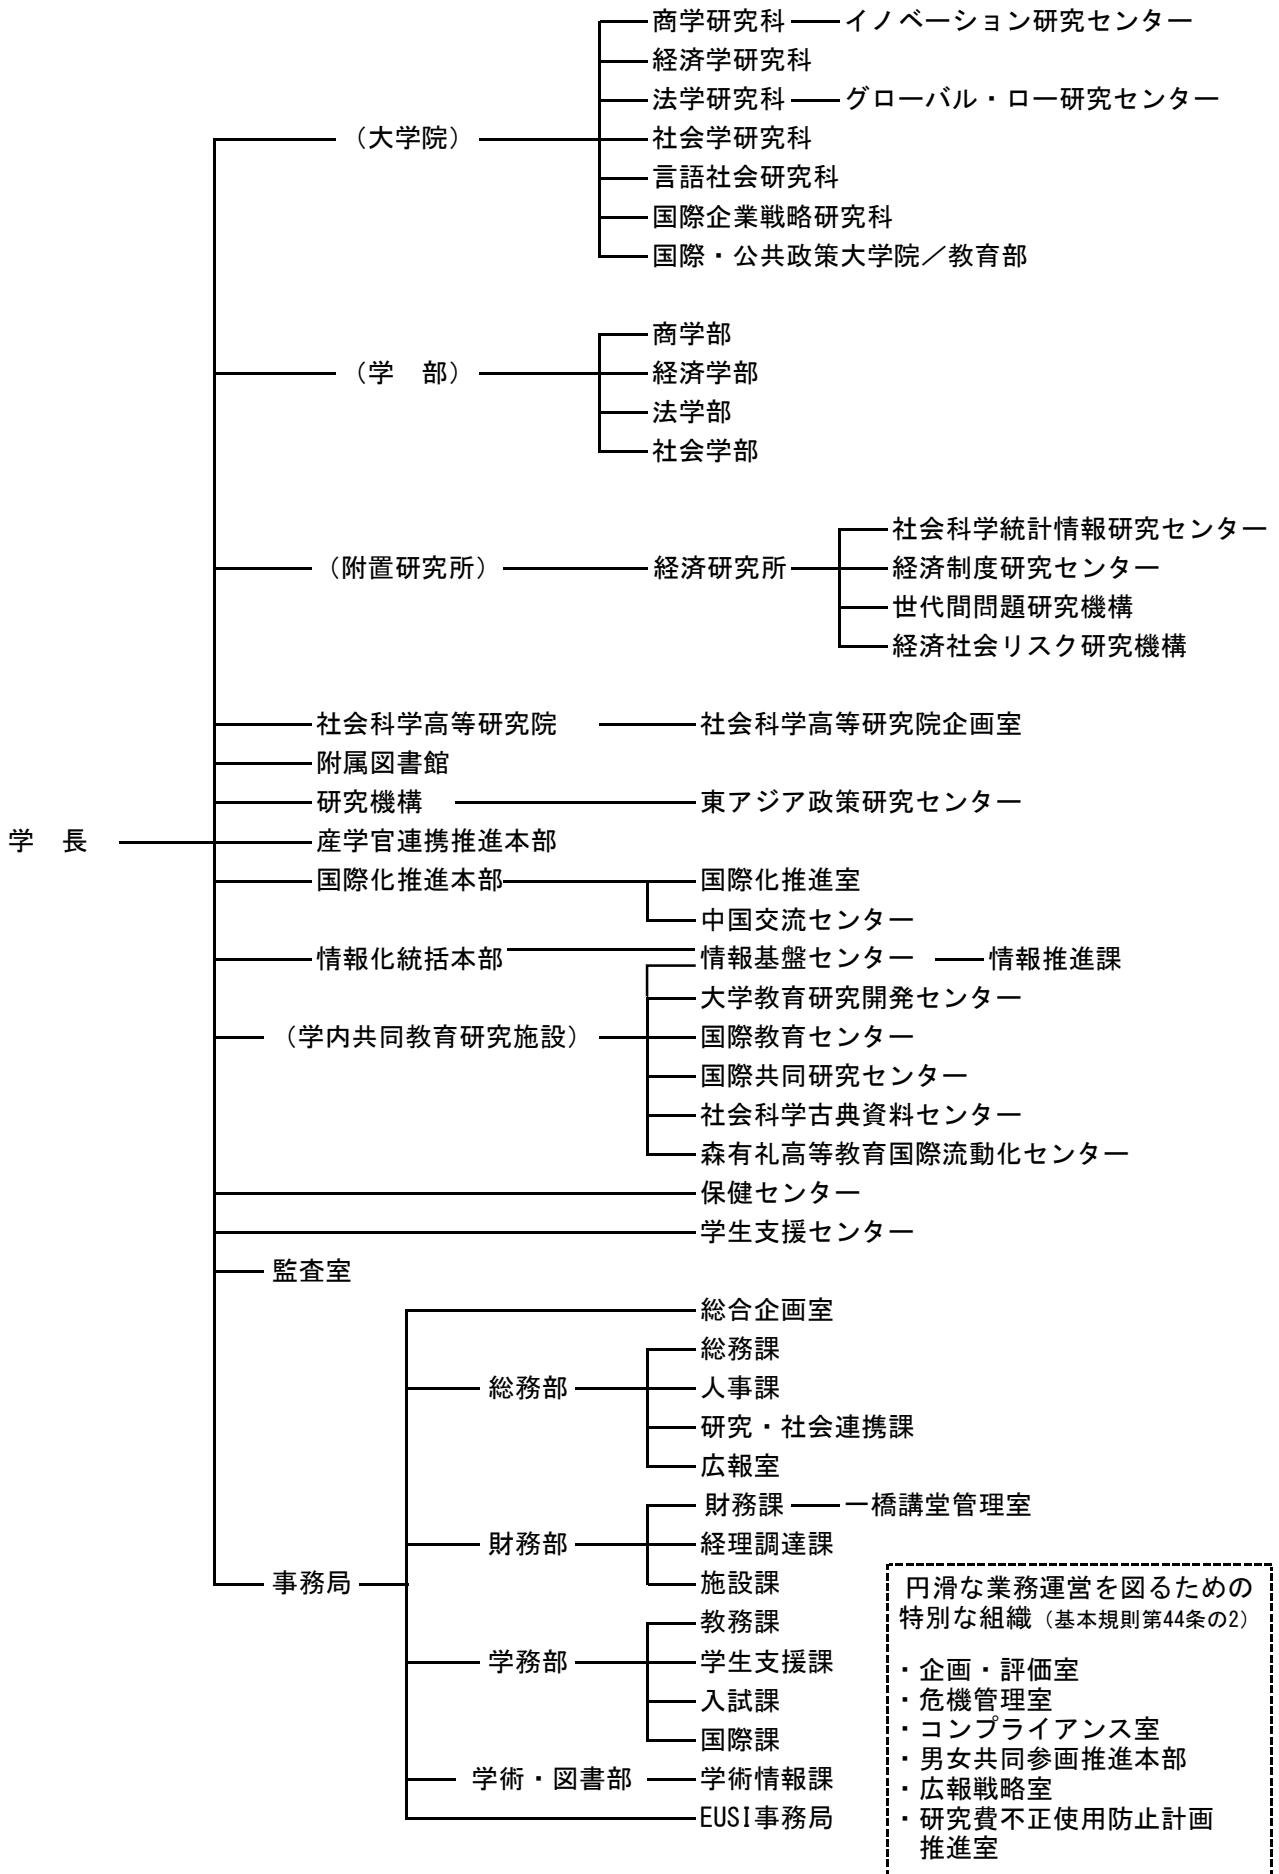 商学研究科
イノベーション研究センター
経済学研究科
法学研究科
グローバル・ロー研究センター
（大学院）
社会学研究科
言語社会研究科
国際企業戦略研究科
国際・公共政策大学院／教育部
商学部
（学　部）
経済学部
法学部
社会学部
社会科学統計情報研究センター
（附置研究所）
経済研究所
経済制度研究センター
世代間問題研究機構
経済社会リスク研究機構
社会科学高等研究院
社会科学高等研究院企画室
附属図書館
研究機構
東アジア政策研究センター
学　長
産学官連携推進本部
国際化推進本部
国際化推進室
中国交流センター
情報化統括本部
情報基盤センター
情報推進課
大学教育研究開発センター
（学内共同教育研究施設）
国際教育センター
国際共同研究センター
社会科学古典資料センター
森有礼高等教育国際流動化センター
保健センター
学生支援センター
監査室
総合企画室
総務課
総務部
人事課
研究・社会連携課
広報室
財務課
一橋講堂管理室
財務部
経理調達課
事務局
施設課
教務課
学務部
学生支援課
入試課
国際課
学術・図書部
学術情報課
EUSI事務局
円滑な業務運営を図るための
特別な組織（基本規則第44条の2）
・企画・評価室
・危機管理室
・コンプライアンス室
・男女共同参画推進本部
・広報戦略室
・研究費不正使用防止計画
推進室